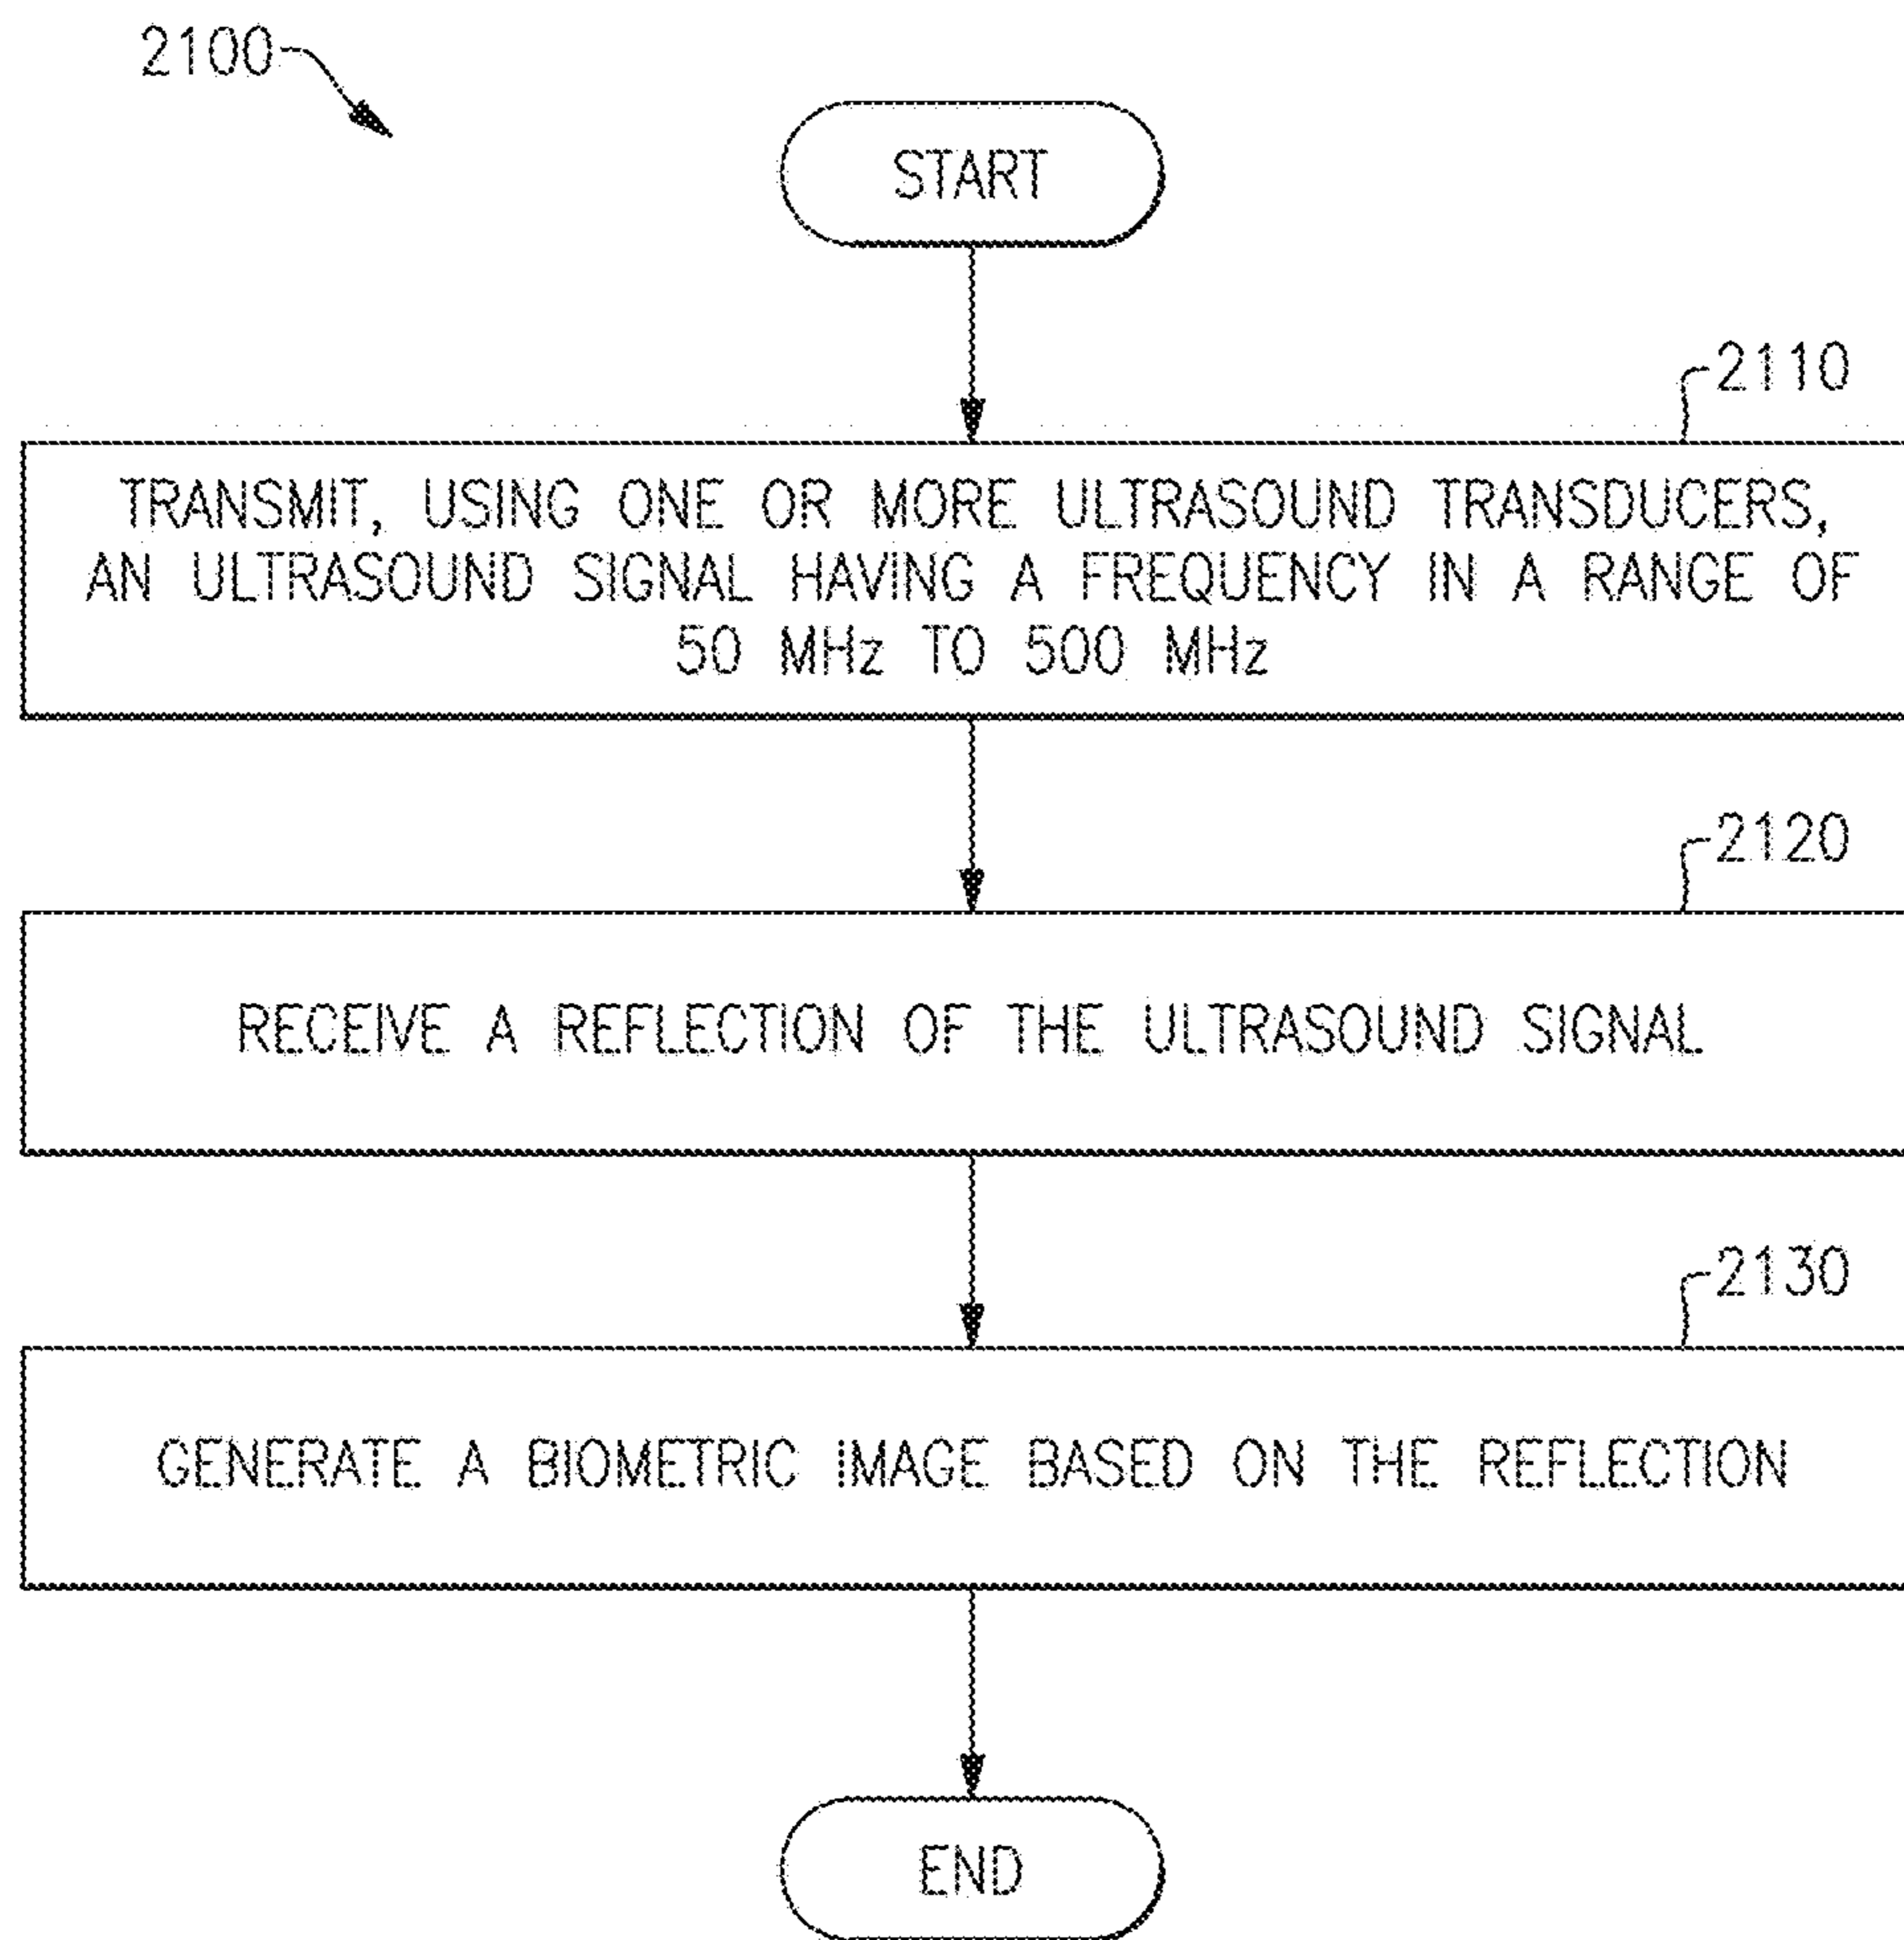 2100
START
2110
TRANSMIT, USING ONE OR MORE ULTRASOUND TRANSDUCERS,
AN ULTRASOUND SIGNAL HAVING A FREQUENCY IN A RANGE OF
50 MHz TO 500 MHz
2120
RECEIVE A REFLECTION OF THE ULTRASOUND SIGNAL
2130
GENERATE A BIOMETRIC IMAGE BASED ON THE REFLECTION
END